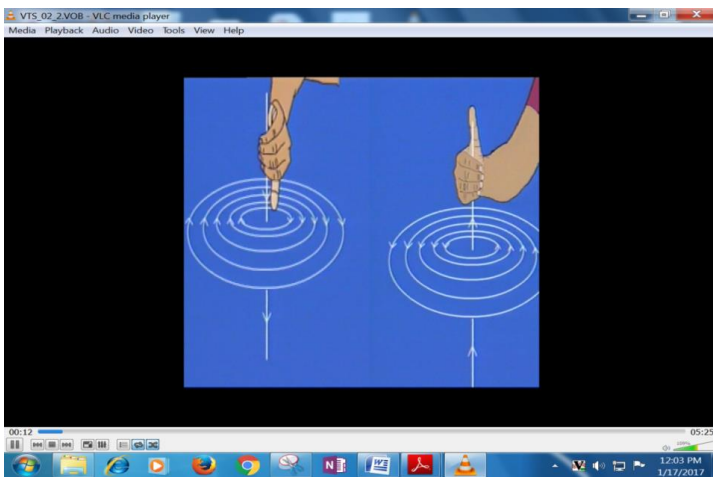 VTS_02_2.VOB - VLC media player
Media Playback Audio Video Tools View Help
00:12 05:25
12:03 PM
1/17/2017